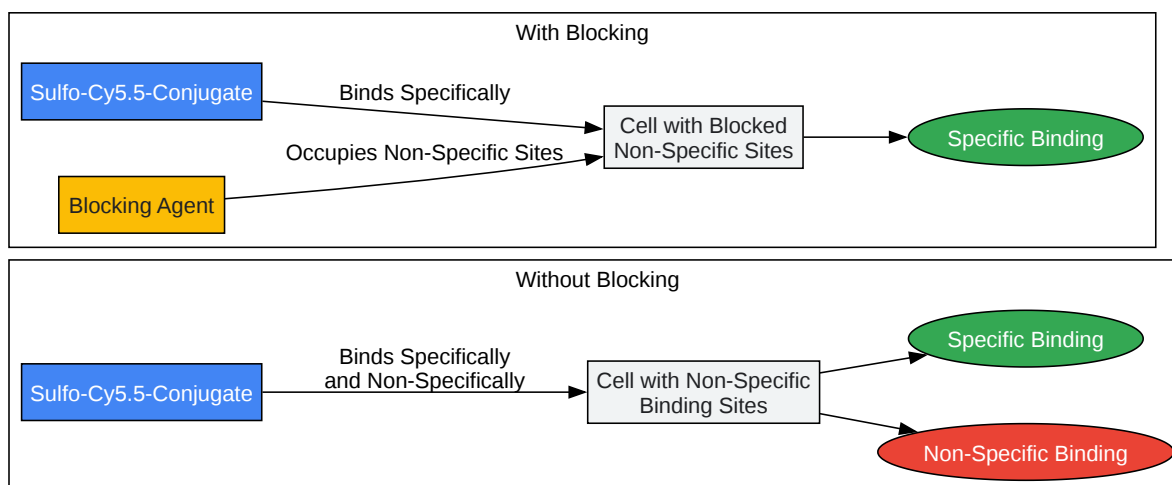 With Blocking
Sulfo-Cy5.5-Conjugate
Binds Specifically
Cell with Blocked
Non-Specific Sites
Specific Binding
Occupies Non-Specific Sites
Blocking Agent
Without Blocking
Sulfo-Cy5.5-Conjugate
Binds Specifically
and Non-Specifically
Cell with Non-Specific
Binding Sites
Specific Binding
Non-Specific Binding